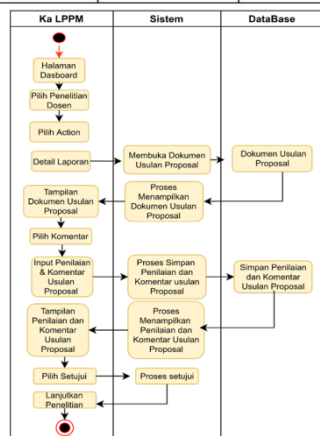 Ka LPPM
Sistem
DataBase
Halaman
Dasboard
Pilih Penelitian
Dosen
Pilih Action
Detail Laporan
Membuka Dokumen
Usulan Proposal
Dokumen Usulan
Proposal
Tampilan
Dokumen Usulan
Proposal
Proses
Menampilkan
Dokumen Usulan
Proposal
Pilih Komentar
Input Penilaian
& Komentar
Usulan
Proposal
Proses Simpan
Penilaian dan
Komentar usulan
Proposal
Simpan Penilaian
dan Komentar
Usulan Proposal
Tampilan
Penilaian dan
Komentar
Usulan
Proposal
Proses
Menampilkan
Penilaian dan
Komentar Usulan
Proposal
Pilih Setujui
Proses setujui
Lanjutkan
Penelitian